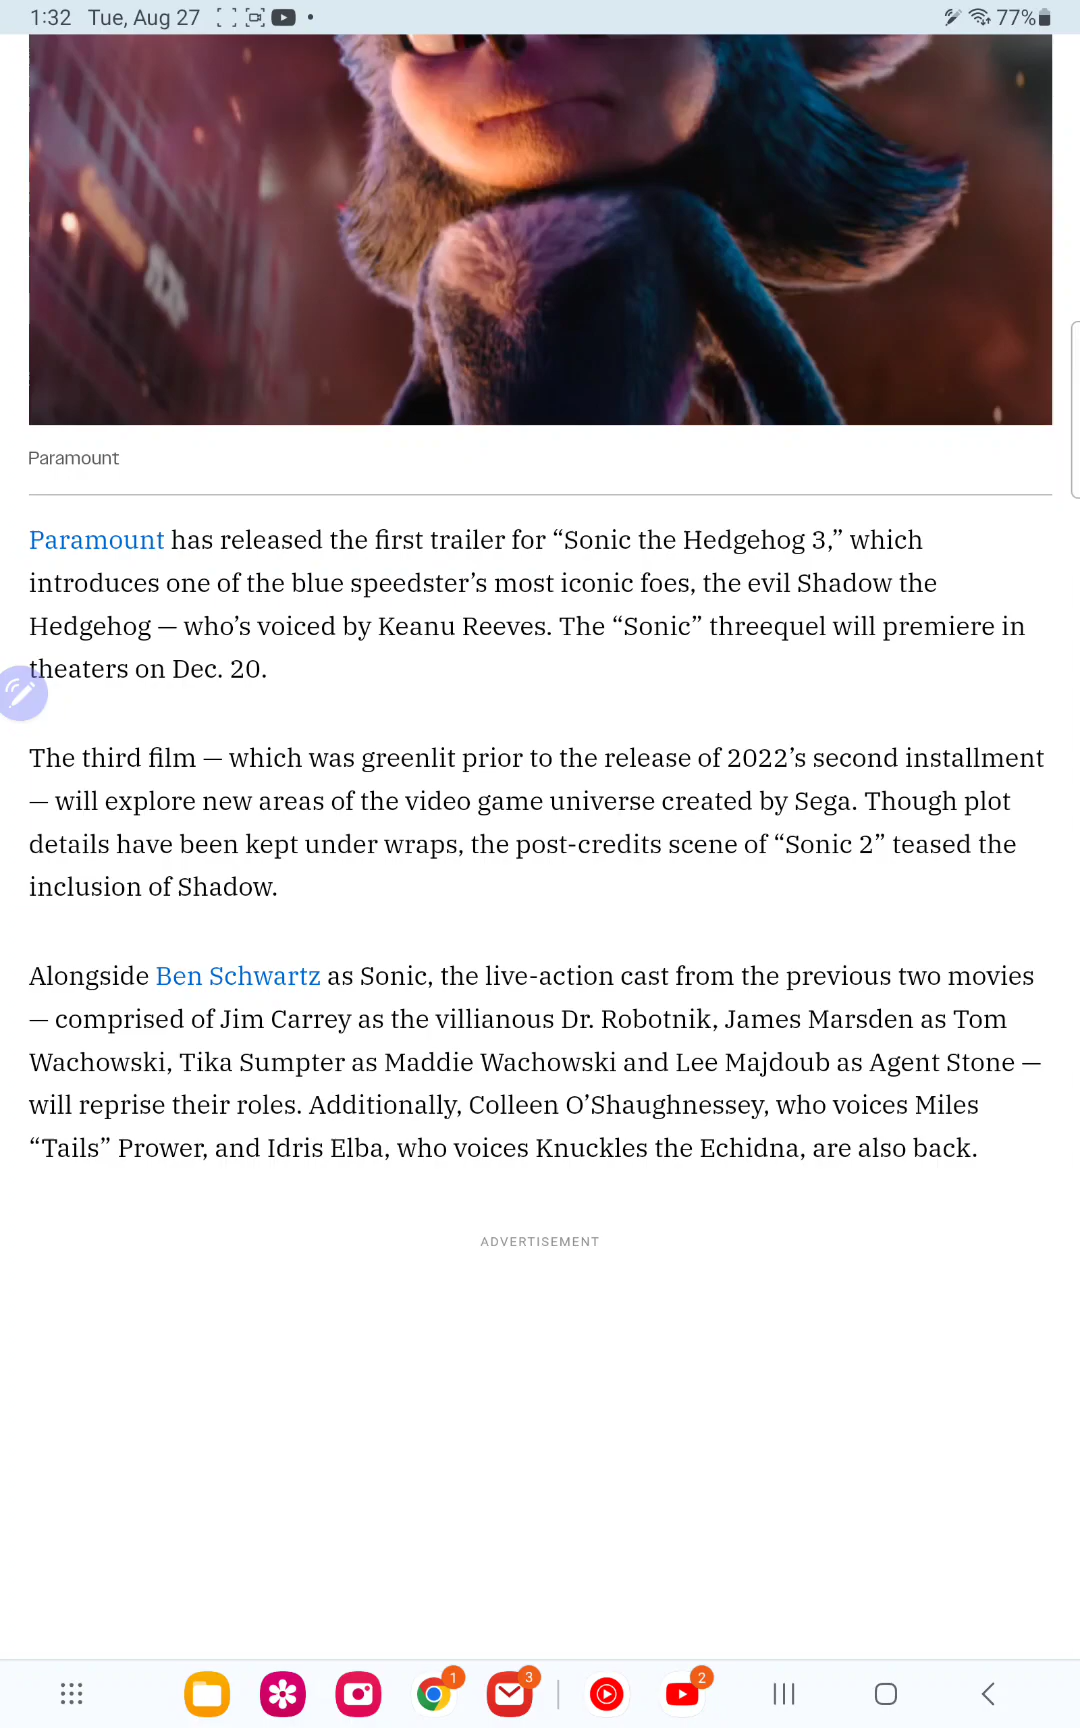 1:32 Tue, Aug 27
77%
Paramount
Paramount has released the first trailer for “Sonic the Hedgehog 3,” which
introduces one of the blue speedster’s most iconic foes, the evil Shadow the
Hedgehog — who’s voiced by Keanu Reeves. The “Sonic” threequel will premiere in
theaters on Dec. 20.
The third film — which was greenlit prior to the release of 2022’s second installment
— will explore new areas of the video game universe created by Sega. Though plot
details have been kept under wraps, the post-credits scene of “Sonic 2” teased the
inclusion of Shadow.
Alongside Ben Schwartz as Sonic, the live-action cast from the previous two movies
— comprised of Jim Carrey as the villianous Dr. Robotnik, James Marsden as Tom
Wachowski, Tika Sumpter as Maddie Wachowski and Lee Majdoub as Agent Stone —
will reprise their roles. Additionally, Colleen O’Shaughnessey, who voices Miles
“Tails” Prower, and Idris Elba, who voices Knuckles the Echidna, are also back.
ADVERTISEMENT
1 3 2